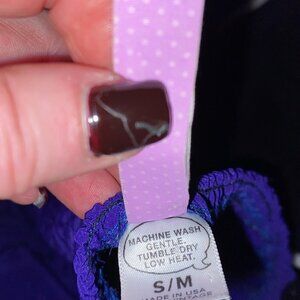 MACHINE WASH
GENTLE.
TUMBLE DRY
LOW HEAT.
S/M
MADE IN USA